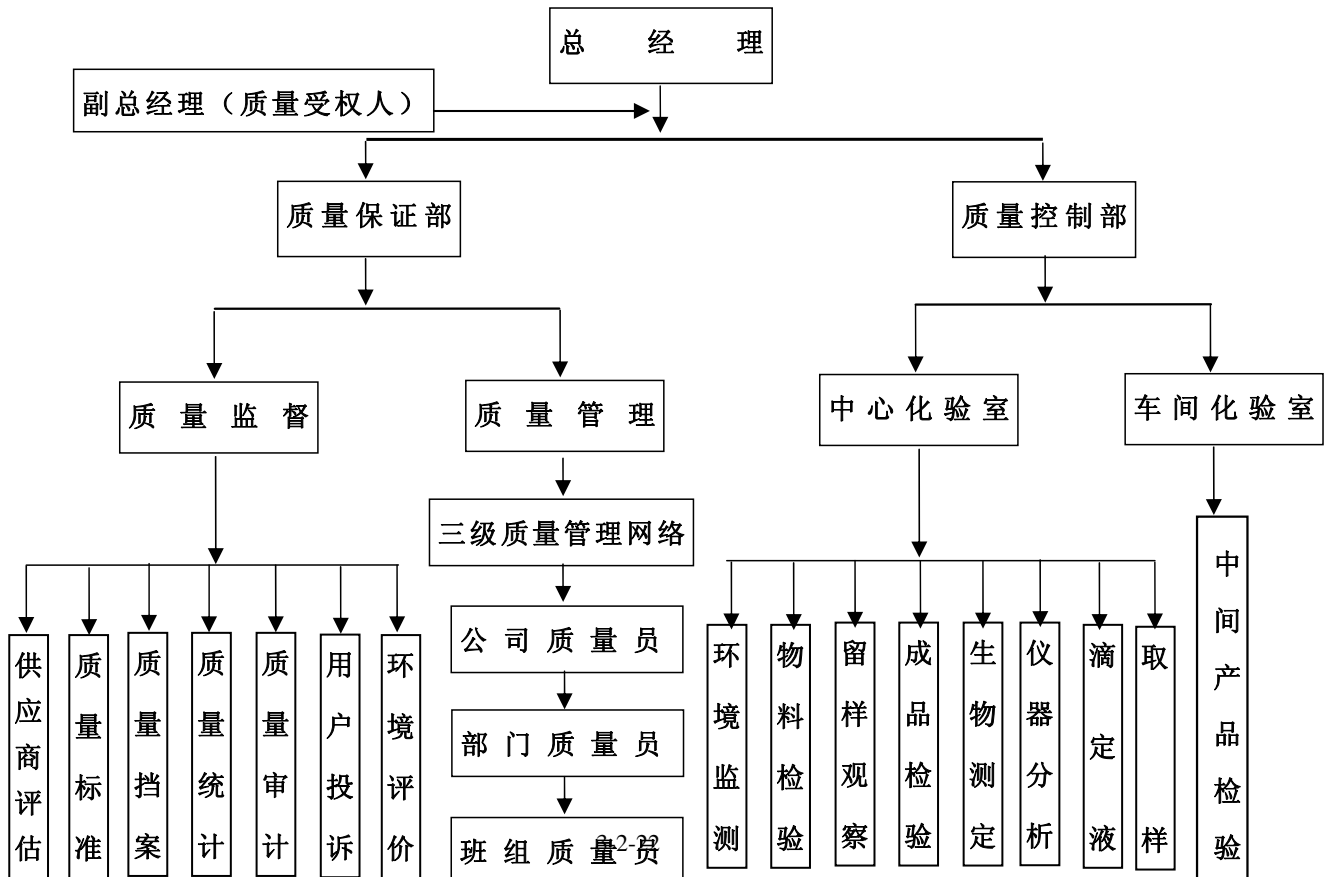 总经理
副总经理（质量受权人）
质量保证部
质量控制部
质量监督
质量管理
中心化验室
车间化验室
三级质量管理网络
公司质量员
部门质量员
班组质量员
2-2-22
供应商评估
质量标准
质量挡案
质量统计
质量审计
用户投诉
环境评价
环境监测
物料检验
留样观察
成品检验
生物测定
仪器分析
滴定液
取样
中间产品检验